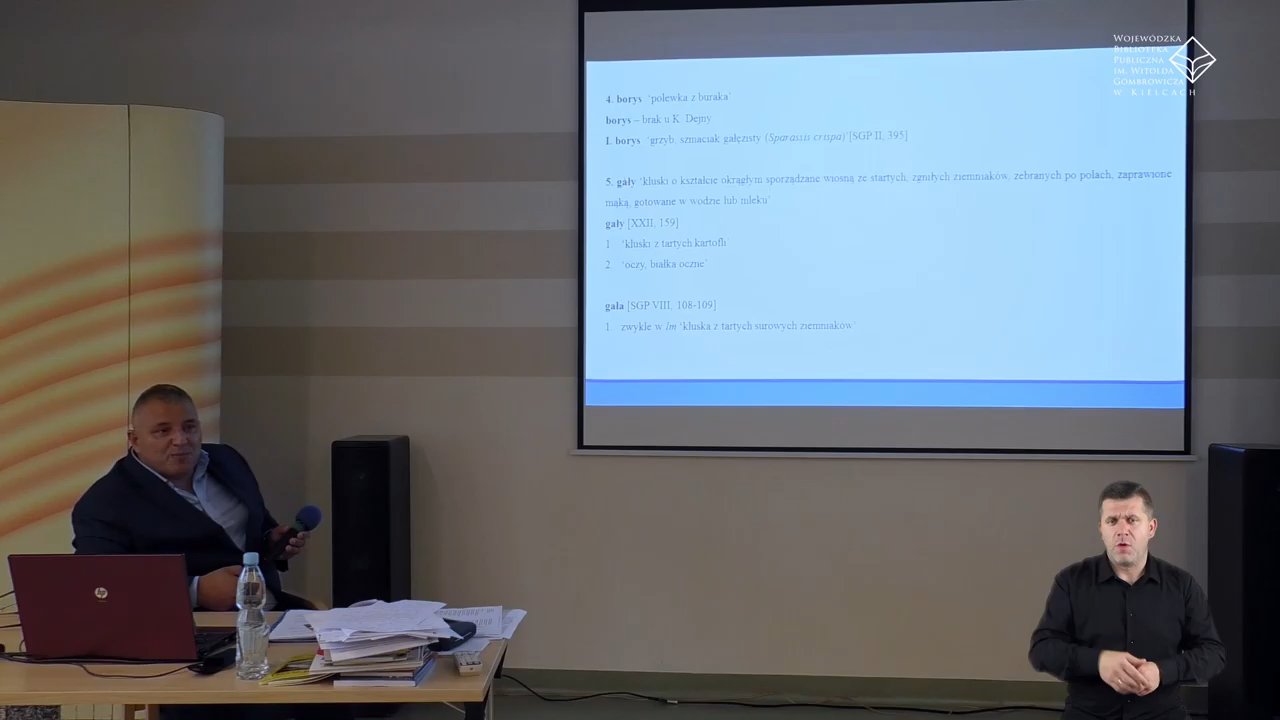 WOJEWÓDZKA
BIBLIOTEKA
PUBLICZNA
IM. WITOLDA
GOMBROWICZA
W KIELCACH
4. borys ‘polewka z buraka’
borys – brak u K. Dejny
I. borys ‘grzyb, szmaciak gałęzisty (Sparassis crispa)’ [SGP II, 395]
5. gały ‘kluski o kształcie okrągłym sporządzane wiosną ze startych, zgniłych ziemniaków, zebranych po polach, zaprawione
mąką, gotowane w wodzie lub mleku’
gały [XXII, 159]
1. ‘kluski z tartych kartofli’
2. ‘oczy, białka oczne’
gała [SGP VIII, 108-109]
1. zwykle w lm ‘kluska z tartych surowych ziemniaków’
hp